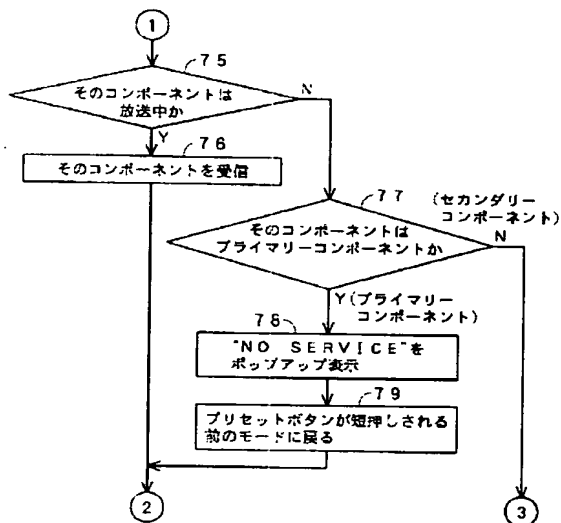 1
75
そのコンポーネントは
放送中か
N
Y
76
そのコンポーネントを受信
77
(セカンダリー
コンポーネント)
そのコンポーネントは
プライマリーコンポーネントか
N
Y(プライマリー
コンポーネント)
78
"NO SERVICE"を
ポップアップ表示
79
プリセットボタンが短押しされる
前のモードに戻る
2
3